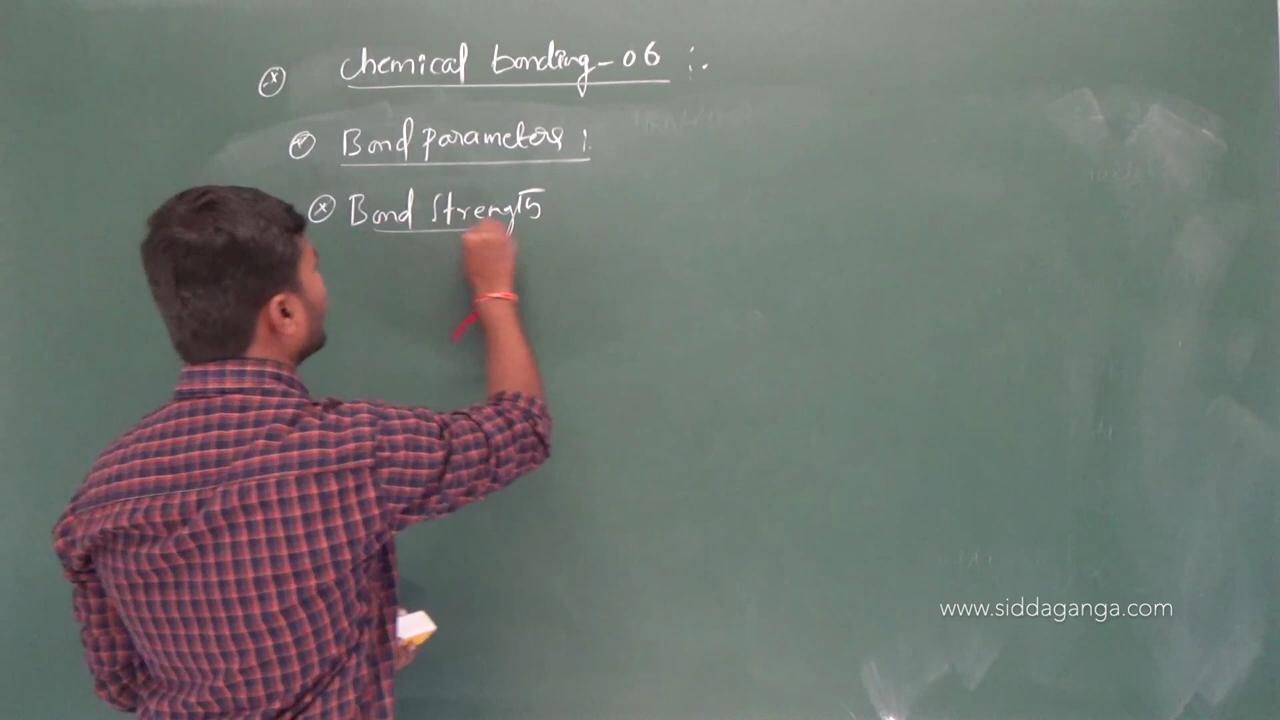 Chemical bonding - 06 :.
Bond parameters :
Bond Strength
www.siddaganga.com